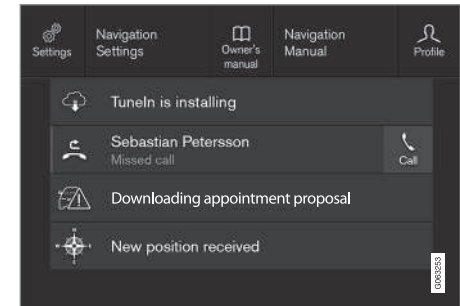 Settings
Navigation
Settings
Owner's
manual
Navigation
Manual
Profile
TuneIn is installing
Sebastian Petersson
Missed call
Call
Downloading appointment proposal
New position received
G063253